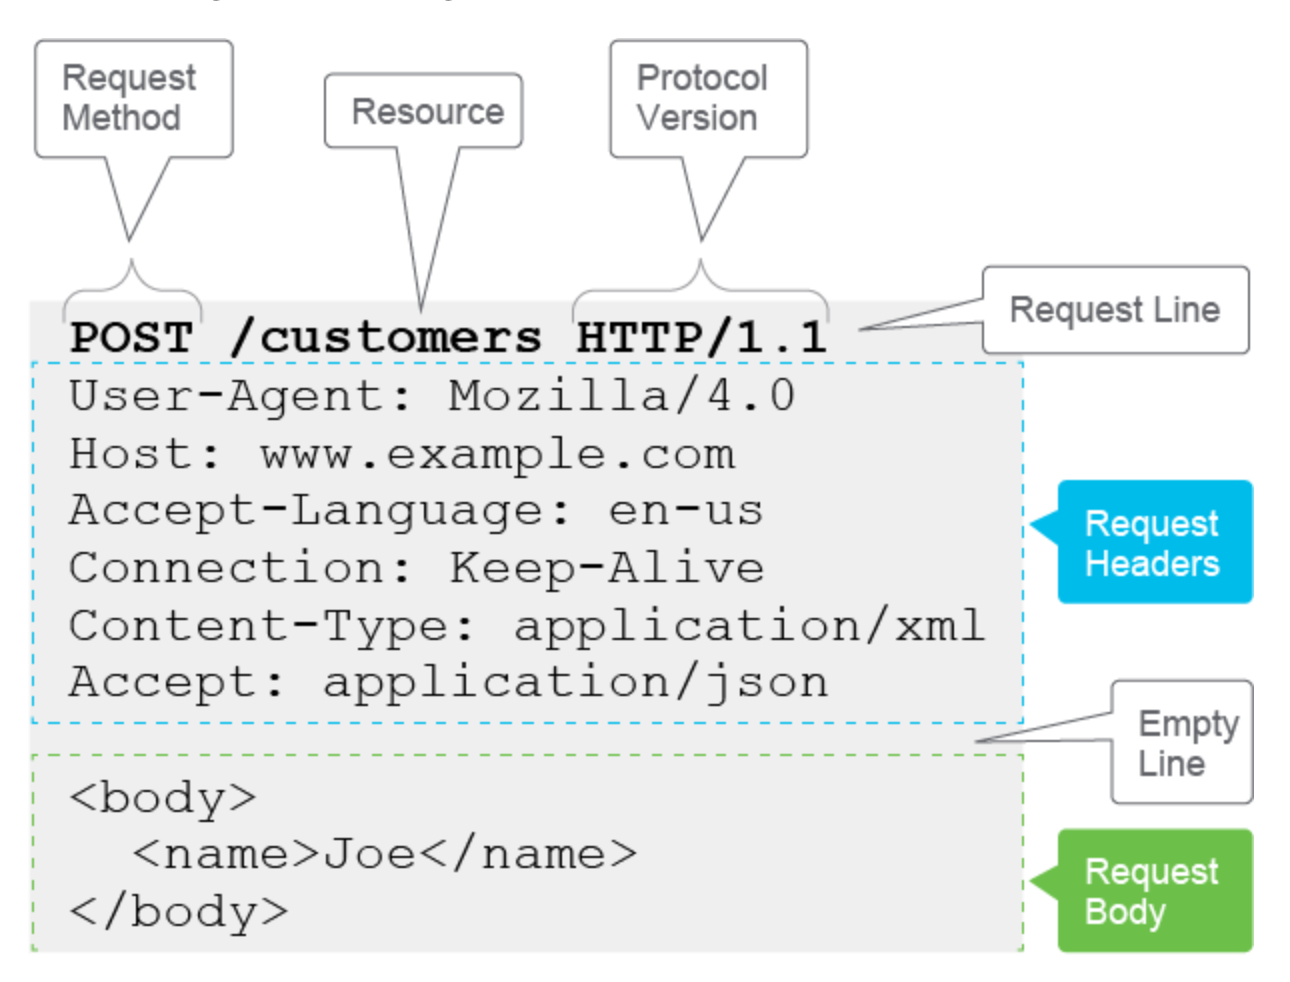 Request
Method
Resource
Protocol
Version
Request Line
POST /customers HTTP/1.1
User-Agent: Mozilla/4.0
Host: www.example.com
Accept-Language: en-us
Connection: Keep-Alive
Content-Type: application/xml
Accept: application/json
Request
Headers
Empty
Line
<body>
  <name>Joe</name>
</body>
Request
Body